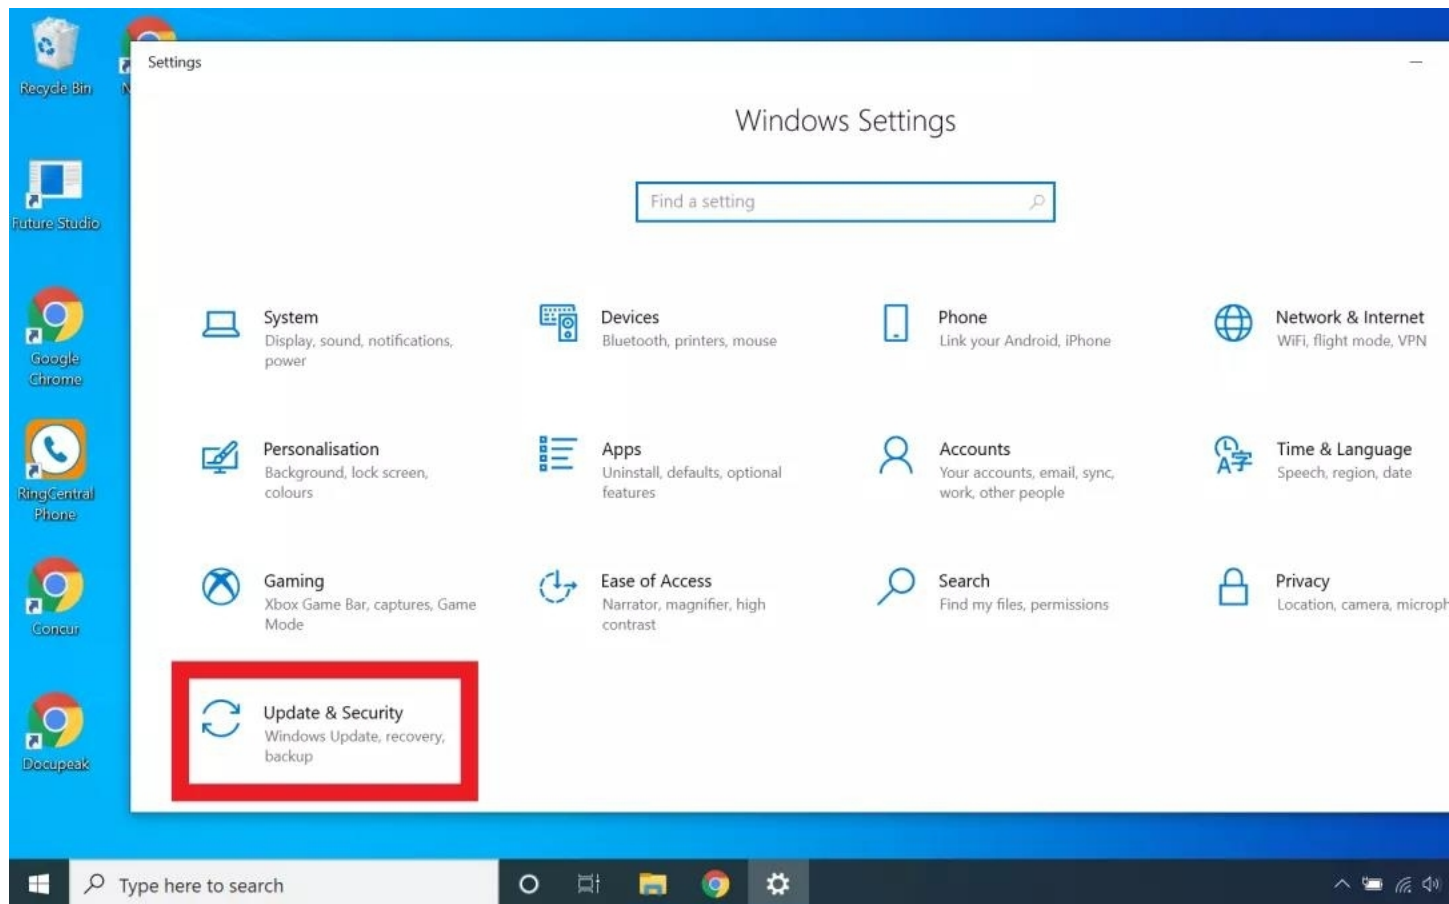 Recycle Bin
Future Studio
Google
Chrome
RingCentral
Phone
Concur
Docupeak
Settings
Windows Settings
Find a setting
System
Display, sound, notifications,
power
Devices
Bluetooth, printers, mouse
Phone
Link your Android, iPhone
Network & Internet
WiFi, flight mode, VPN
Personalisation
Background, lock screen,
colours
Apps
Uninstall, defaults, optional
features
Accounts
Your accounts, email, sync,
work, other people
Time & Language
Speech, region, date
Gaming
Xbox Game Bar, captures, Game
Mode
Ease of Access
Narrator, magnifier, high
contrast
Search
Find my files, permissions
Privacy
Location, camera,
Update & Security
Windows Update, recovery,
backup
Type here to search